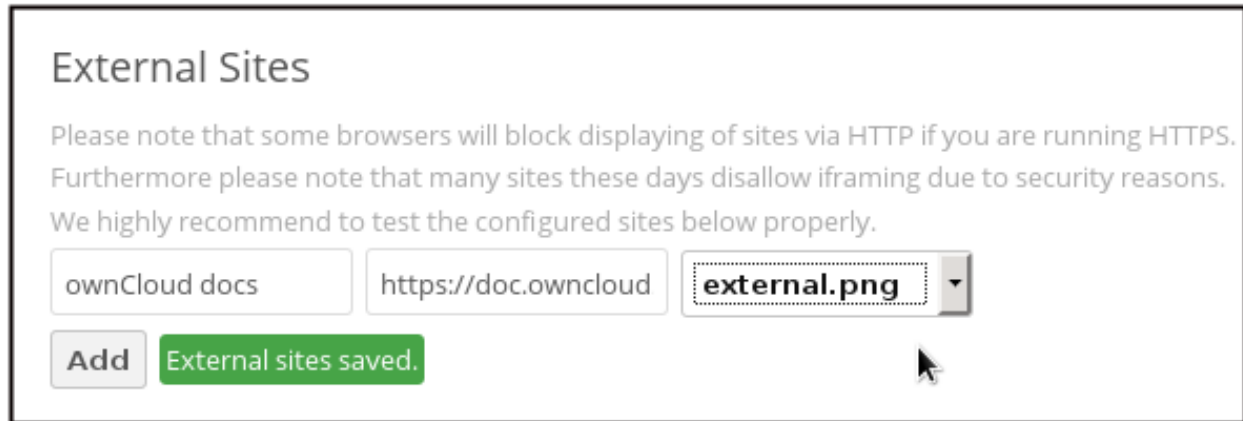 External Sites
Please note that some browsers will block displaying of sites via HTTP if you are running HTTPS.
Furthermore please note that many sites these days disallow iframing due to security reasons.
We highly recommend to test the configured sites below properly.
ownCloud docs https://doc.owncloud external.png
Add External sites saved.